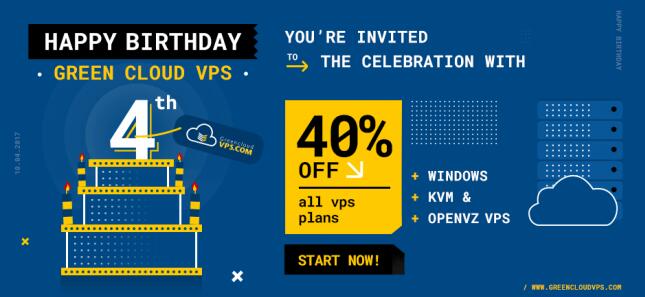 HAPPY BIRTHDAY
• GREEN CLOUD VPS •
4th
Greencloud
VPS.COM
10.04.2017
YOU'RE INVITED
TO THE CELEBRATION WITH
40%
OFF
all vps
plans
START NOW!
+ WINDOWS
+ KVM &
+ OPENVZ VPS
HAPPY BIRTHDAY
/ WWW.GREENCLOUDVPS.COM